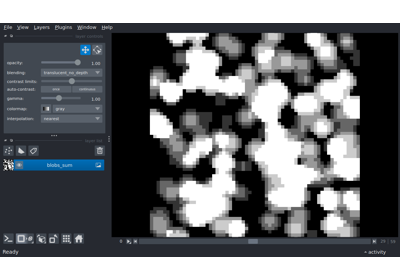 File View Layers Plugins Window Help
opacity: 1.00
blending: translucent_no_depth
contrast limits:
auto-contrast: once continuous
gamma: 1.00
colormap: gray
interpolation: nearest
blobs_sum
Ready
activity